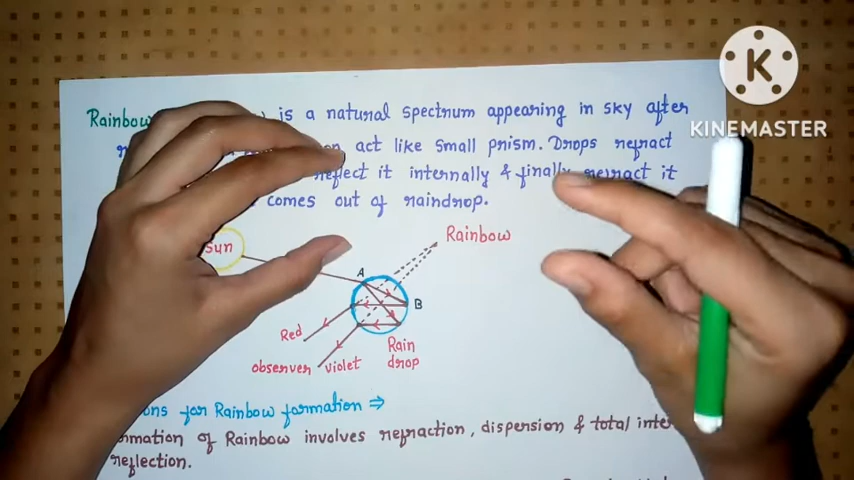 Rainbow is a natural spectrum appearing in sky after
act like small prism. Drops refract
reflect it internally & finally refract it
comes out of raindrop.
Sun
Rainbow
A
B
Red
Rain
drop
observer violet
for Rainbow formation ⇒
of Rainbow involves refraction, dispersion & total
reflection.
K
KINEMASTER